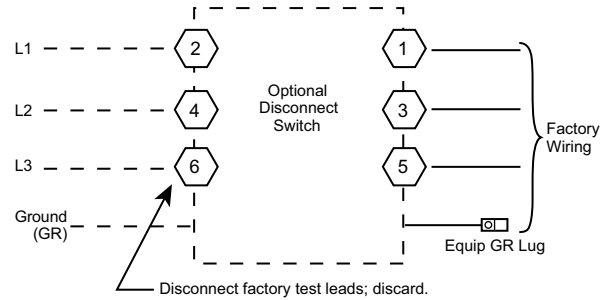 L1
2
1
L2
4
Optional
Disconnect
Switch
3
Factory
Wiring
L3
6
5
Ground
(GR)
Equip GR Lug
Disconnect factory test leads; discard.